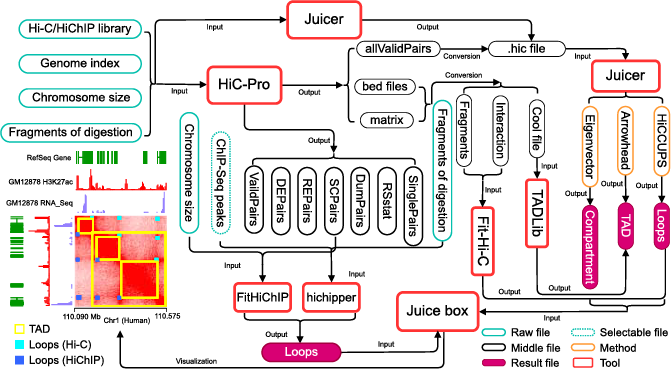 Hi-C/HiChIP library
Genome index
Chromosome size
Fragments of digestion
Input
Input
Juicer
Output
HiC-Pro
Output
Output
allValidPairs
Conversion
.hic file
Input
Juicer
bed files
matrix
Conversion
Chromosome size
ChIP-Seq peaks
ValidPairs
DEPairs
REPairs
SCPairs
DumPairs
RSstat
SinglePairs
Fragments of digestion
Fragments
Interaction
Cool file
Eigenvector
Arrowhead
HiCCUPS
Input
Input
Output
Output
Output
Fit-Hi-C
TADLib
Compartment
TAD
Loops
Output
Output
RefSeq Gene
GM12878 H3K27ac
GM12878 RNA_Seq
110.090 Mb
Chr1 (Human)
110.575
TAD
Loops (Hi-C)
Loops (HiChIP)
Input
Input
FitHiChIP
hichipper
Output
Loops
Input
Juice box
Input
Visualization
Raw file
Selectable file
Middle file
Method
Result file
Tool